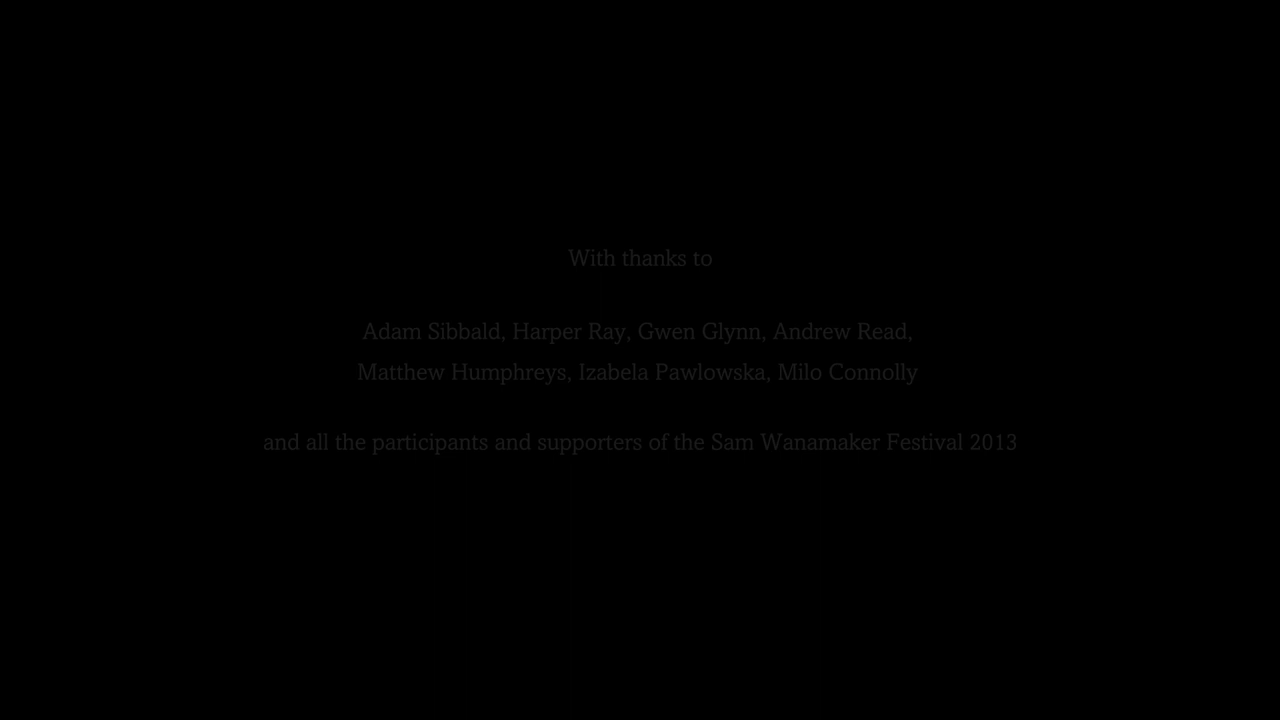 With thanks to
Adam Sibbald, Harper Ray, Gwen Glynn, Andrew Read,
Matthew Humphreys, Izabela Pawlowska, Milo Connolly
and all the participants and supporters of the Sam Wanamaker Festival 2013